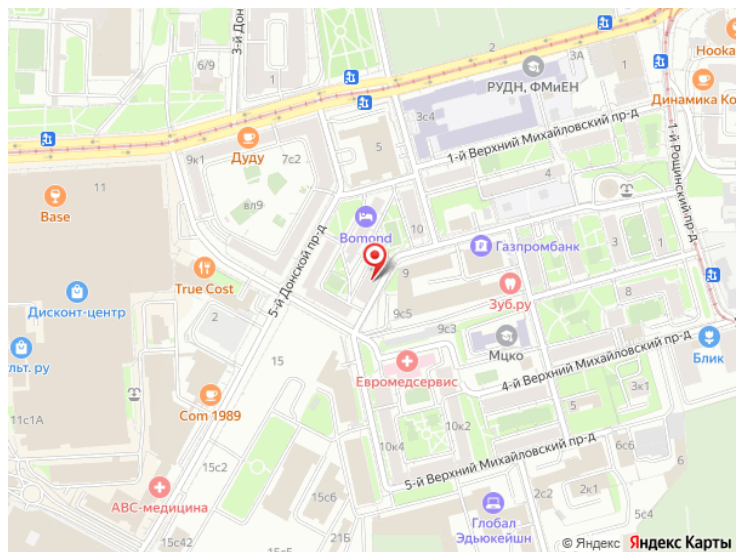 6/9
3-й Донской пр-д
1
2
3А
РУДН, ФМиЕН
Hooka
Динамика Ко
3с4
9к1
Дуду
7с2
5
1-й Верхний Михайловский пр-д
4
1-й Рощинский пр-д
11
Base
вл9
Bomond
10
Газпромбанк
5-й Донской пр-д
True Cost
9
Зуб.ру
Дисконт-центр
2
9с5
9с3
8
Мцко
Блик
льт. ру
15
Евромедсервис
4-й Верхний Михайловский пр-д
3к1
Com 1989
11с1А
5
10к2
10к4
6с6
6
15с2
5-й Верхний Михайловский пр-д
АВС-медицина
15с6
2с2
2к1
Глобал
Эдьюкейшн
21Б
15с42
© Яндекс Яндекс Карты